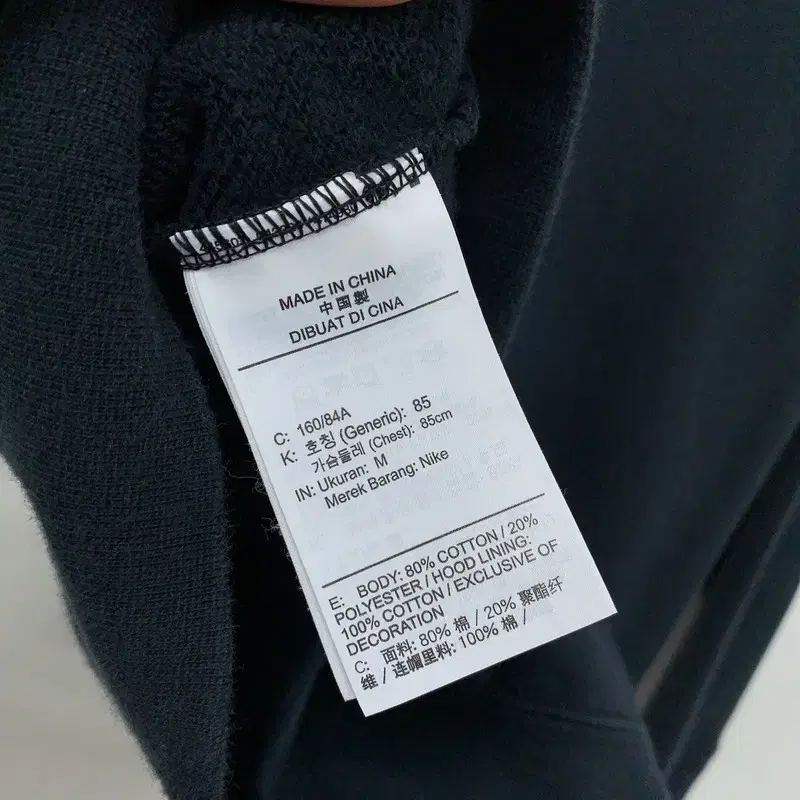 MADE IN CHINA
中国製
DIBUAT DI CINA
C: 160/84A
K: 호칭 (Generic): 85
가슴둘레 (Chest): 85cm
IN: Ukuran: M
Merek Barang: Nike
E: BODY: 80% COTTON / 20%
POLYESTER / HOOD LINING:
100% COTTON / EXCLUSIVE OF
DECORATION
C: 面料: 80% 棉 / 20% 聚酯纤
维 / 连帽里料: 100% 棉 /